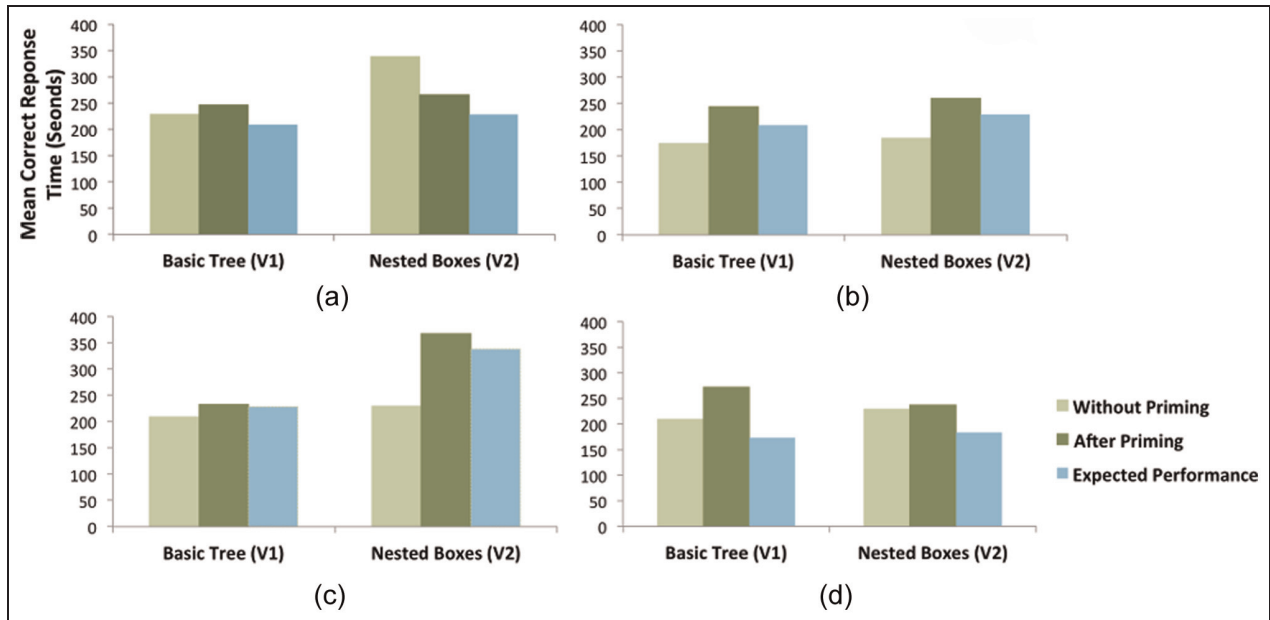 Mean Correct Reponse
Time (Seonds)
400
350
300
250
200
150
100
50
0
Basic Tree (V1)
Nested Boxes (V2)
(a)
400
350
300
250
200
150
100
50
0
Basic Tree (V1)
Nested Boxes (V2)
(b)
400
350
300
250
200
150
100
50
0
Basic Tree (V1)
Nested Boxes (V2)
(c)
400
350
300
250
200
150
100
50
0
Basic Tree (V1)
Nested Boxes (V2)
(d)
Without Priming
After Priming
Expected Performance